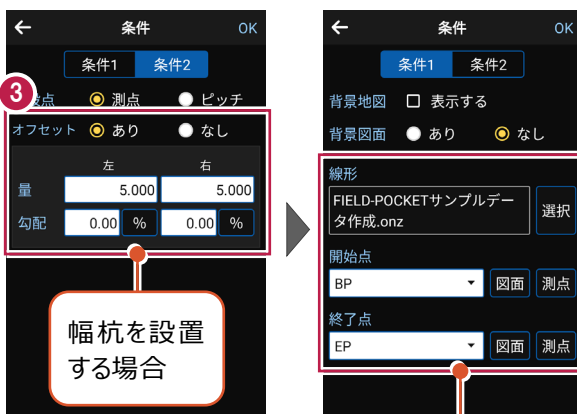 条件
OK
条件1
条件2
3
点
測点
ピッチ
オフセット
あり
なし
左
右
量
5.000
5.000
勾配
0.00
%
0.00
%
幅杭を設置
する場合
条件
OK
条件1
条件2
背景地図
表示する
背景図面
あり
なし
線形
FIELD-POCKETサンプルデー
タ作成.onz
選択
開始点
BP
図面
測点
終了点
EP
図面
測点